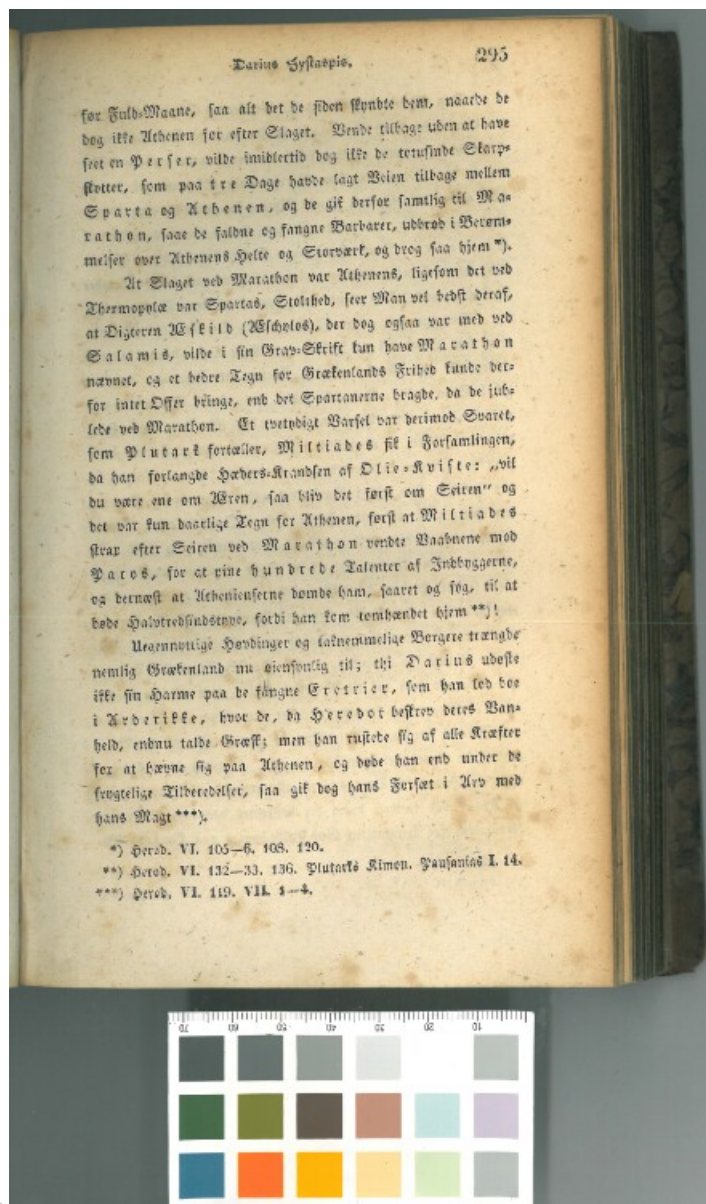 Darius Hystaspis.
295
før Fuld-Maane, saa alt det de siden skyndte dem, naaede de
dog ikke Athenen før efter Slaget. Vende tilbage uden at have
seet en Perser, vilde imidlertid dog ikke de totusinde Skarp-
skytter, som paa tre Dage havde lagt Veien tilbage mellem
Sparta og Athenen, og de gik derfor samtlig til Ma-
rathon, saae de faldne og fangne Barbarer, udbrød i Berøm-
melser over Athenens Helte og Storværk, og drog saa hjem *).
At Slaget ved Marathon var Athenens, ligesom det ved
Thermopylæ var Spartas, Stolthed, seer Man vel bedst deraf,
at Digteren Æskild (Æschylos), der dog ogsaa var med ved
Salamis, vilde i sin Grav-Skrift kun have Marathon
nævnet, og et bedre Tegn for Grækenlands Frihed kunde der-
for intet Offer bringe, end det Spartanerne bragde, da de jub-
lede ved Marathon. Et tvetydigt Varsel var derimod Svaret,
som Plutark fortæller, Miltiades fik i Forsamlingen,
da han forlangde Hæders-Krandsen af Olie-Kviste: „vil
du være ene om Æren, saa bliv det først om Seiren“ og
det var kun daarlige Tegn for Athenen, først at Miltiades
strax efter Seiren ved Marathon vendte Vaabnene mod
Paros, for at pine hundrede Talenter af Indbyggerne,
og dernæst at Athenienserne dømde ham, saaret og syg, til at
bøde Halvtredsindstyve, fordi han kom tomhændet hjem **)!
Uegennyttige Høvdinger og taknemmelige Borgere trængde
nemlig Grækenland nu øiensynlig til; thi Darius udøste
ikke sin Harme paa de fangne Eretrier, som han lod boe
i Arderikke, hvor de, da Herodot beskrev deres Van-
held, endnu talde Græsk; men han rustede sig af alle Kræfter
for at hævne sig paa Athenen, og døde han end under de
frygtelige Tilberedelser, saa gik dog hans Forsæt i Arv med
hans Magt ***).
*) Herod. VI. 105—6. 108. 120.
**) Herod. VI. 132—33. 136. Plutarks Kimon. Pausanias I. 14.
***) Herod. VI. 119. VII. 1—4.
70 60 50 40 30 20 10